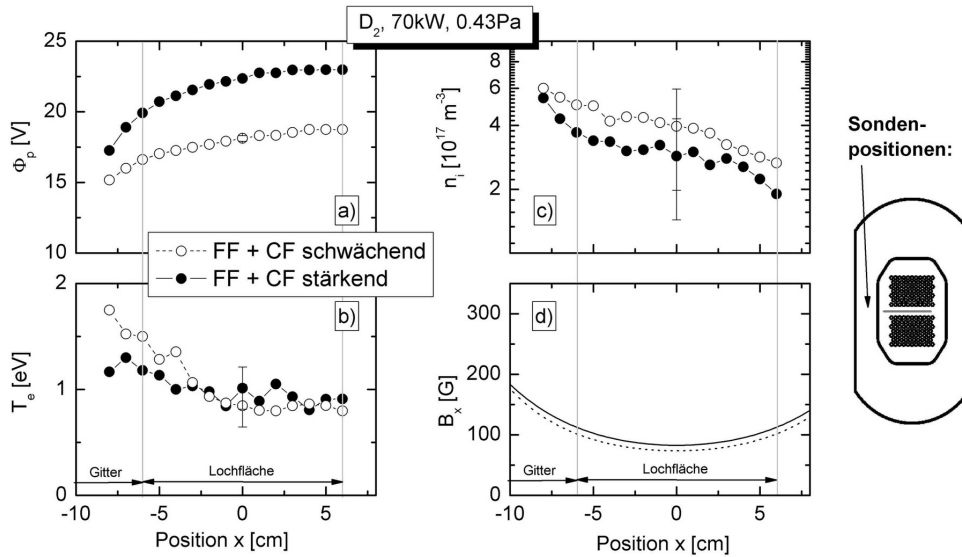 D₂, 70kW, 0.43Pa
25
20
15
10
Φₚ [V]
a)
8
6
4
2
nᵢ [10¹⁷ m⁻³]
c)
Sonden-
positionen:
FF + CF schwächend
FF + CF stärkend
2
1
0
Tₑ [eV]
b)
Gitter
Lochfläche
-10
-5
0
5
Position x [cm]
300
200
100
0
Bₓ [G]
d)
Gitter
Lochfläche
-10
-5
0
5
Position x [cm]